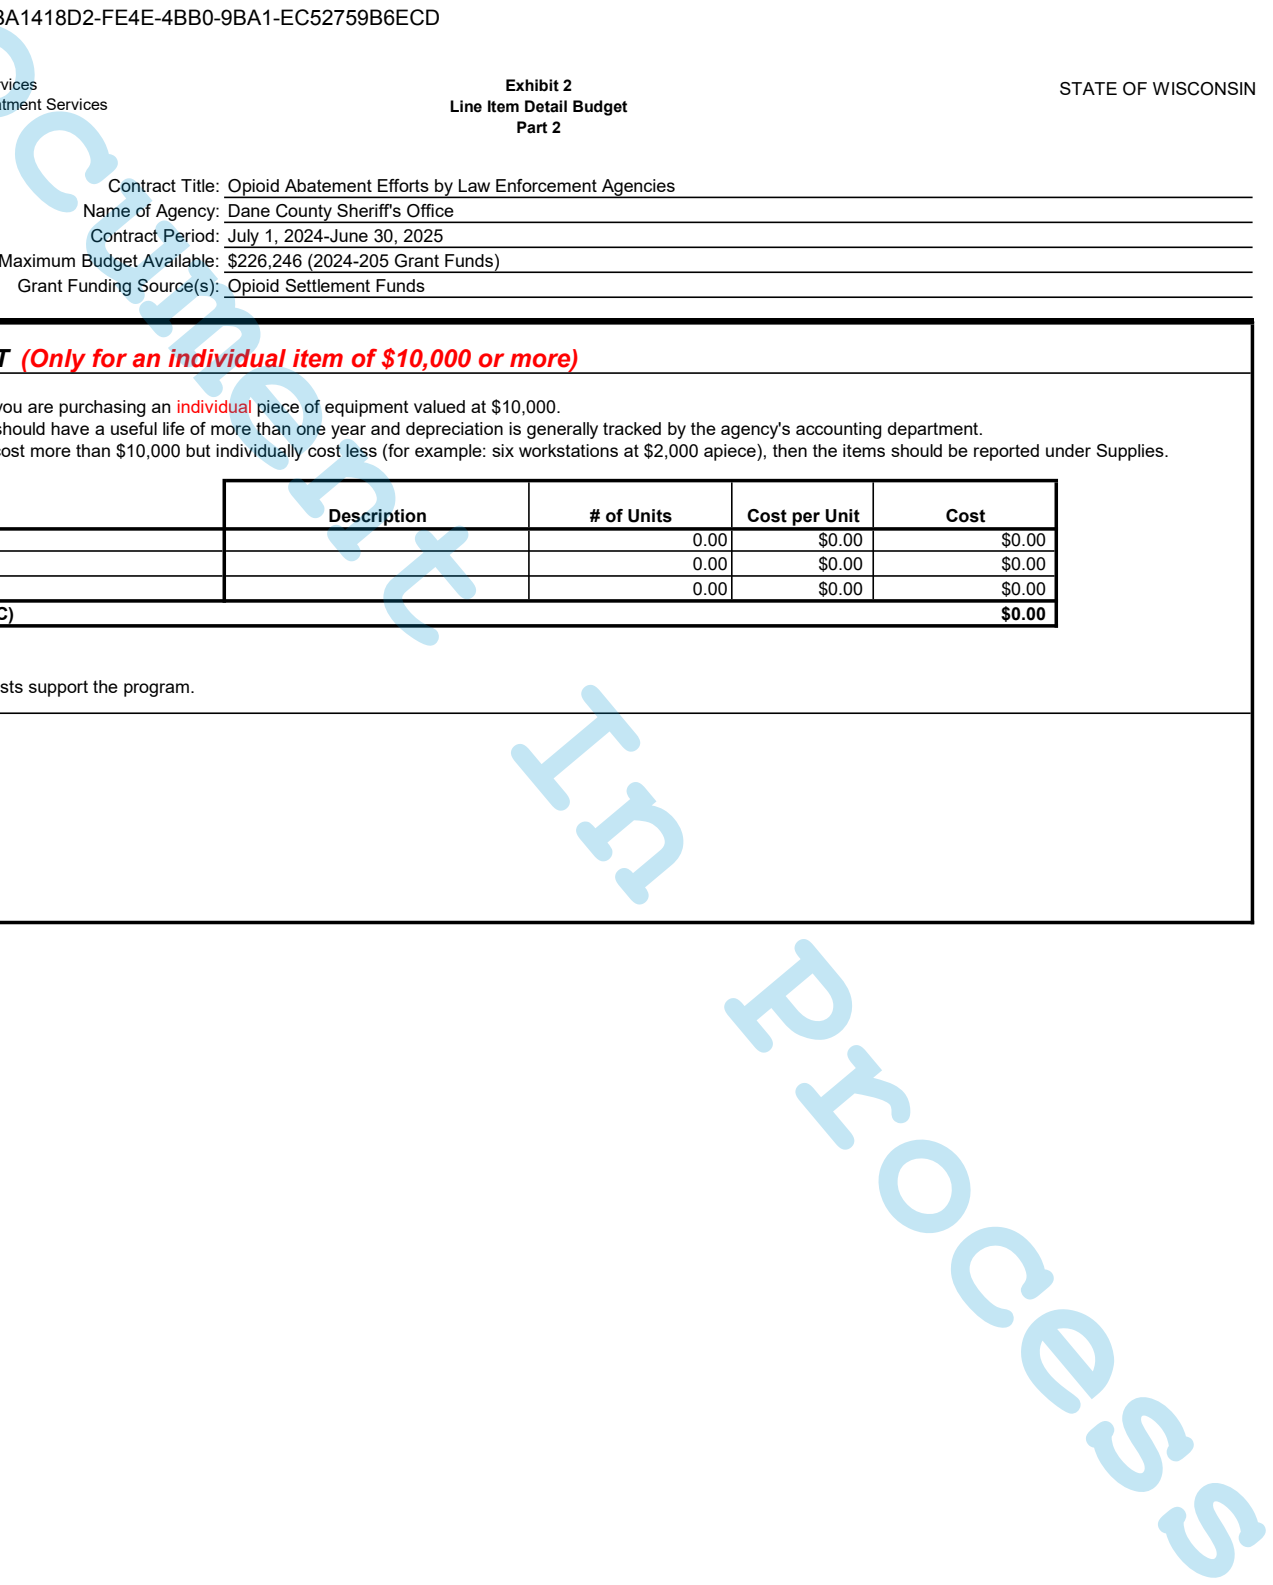 BA1418D2-FE4E-4BB0-9BA1-EC52759B6ECD
rvices
atment Services
Exhibit 2
Line Item Detail Budget
Part 2
STATE OF WISCONSIN
Contract Title: Opioid Abatement Efforts by Law Enforcement Agencies
Name of Agency: Dane County Sheriff's Office
Contract Period: July 1, 2024-June 30, 2025
Maximum Budget Available: $226,246 (2024-205 Grant Funds)
Grant Funding Source(s): Opioid Settlement Funds
T (Only for an individual item of $10,000 or more)
you are purchasing an individual piece of equipment valued at $10,000.
should have a useful life of more than one year and depreciation is generally tracked by the agency's accounting department.
cost more than $10,000 but individually cost less (for example: six workstations at $2,000 apiece), then the items should be reported under Supplies.
Description # of Units Cost per Unit Cost
0.00 $0.00 $0.00
0.00 $0.00 $0.00
0.00 $0.00 $0.00
C) $0.00
sts support the program.
ocument In Process